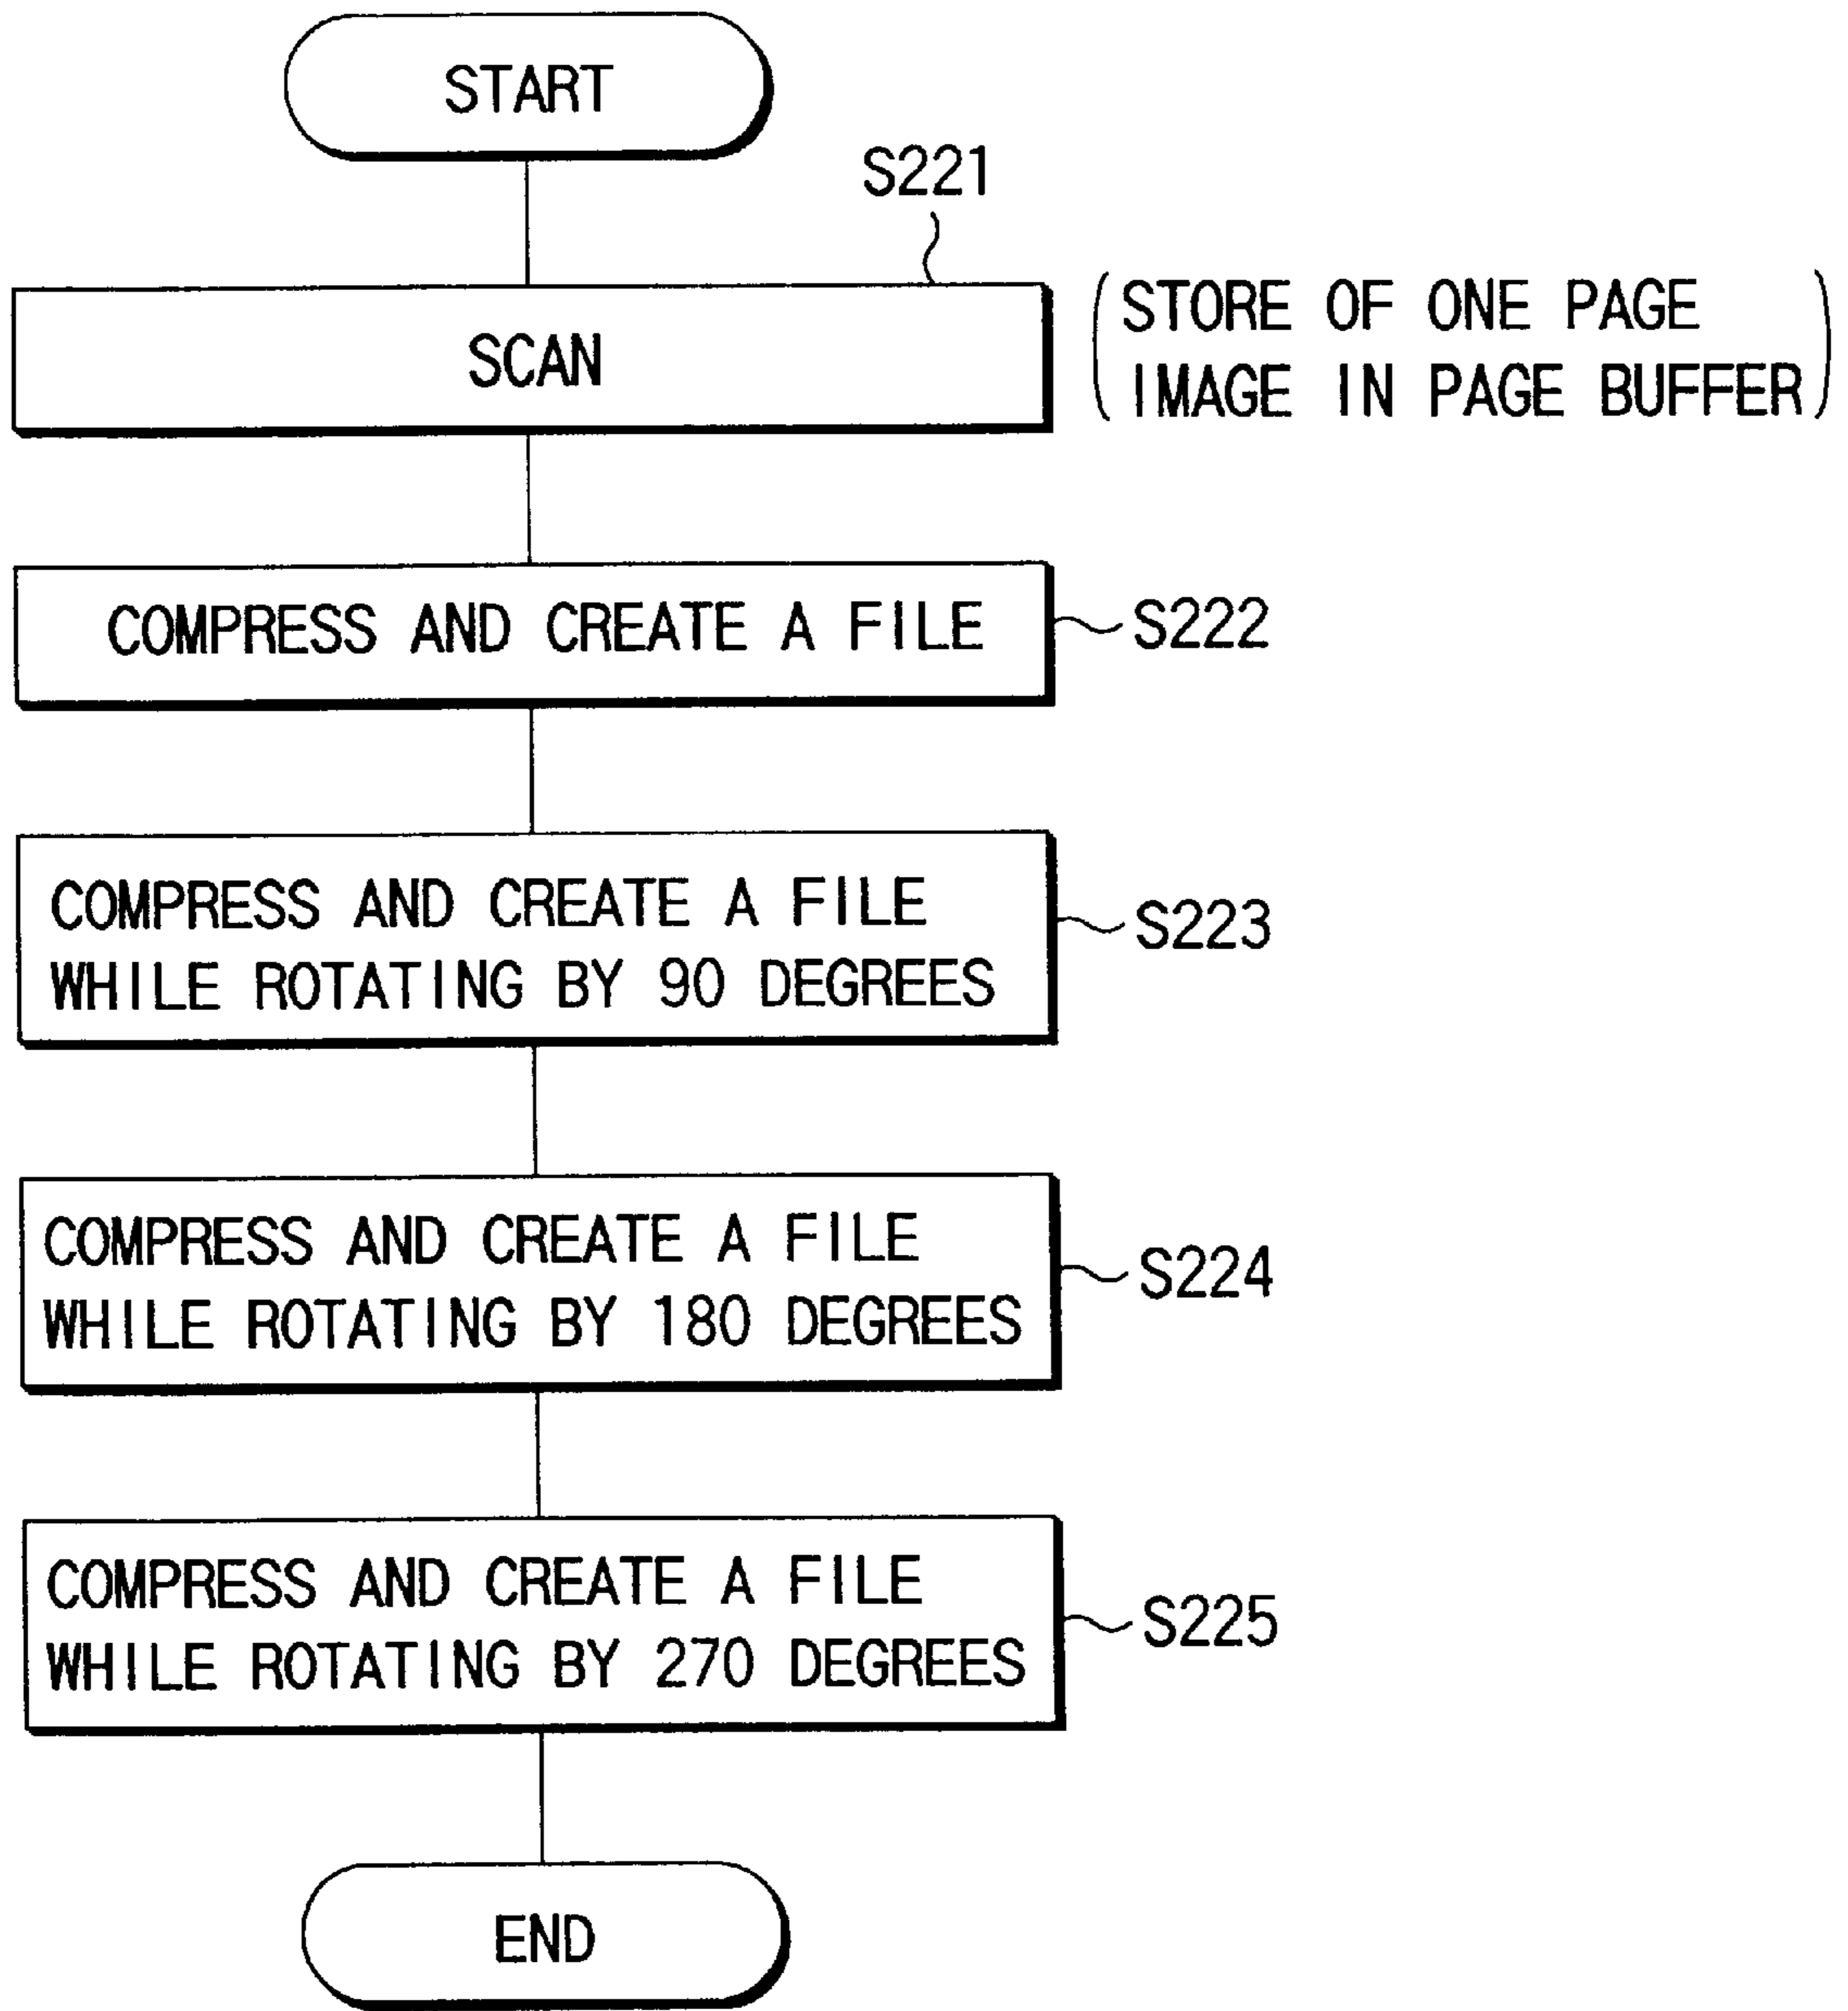 START
S221
SCAN
(STORE OF ONE PAGE
IMAGE IN PAGE BUFFER)
COMPRESS AND CREATE A FILE
S222
COMPRESS AND CREATE A FILE
WHILE ROTATING BY 90 DEGREES
S223
COMPRESS AND CREATE A FILE
WHILE ROTATING BY 180 DEGREES
S224
COMPRESS AND CREATE A FILE
WHILE ROTATING BY 270 DEGREES
S225
END